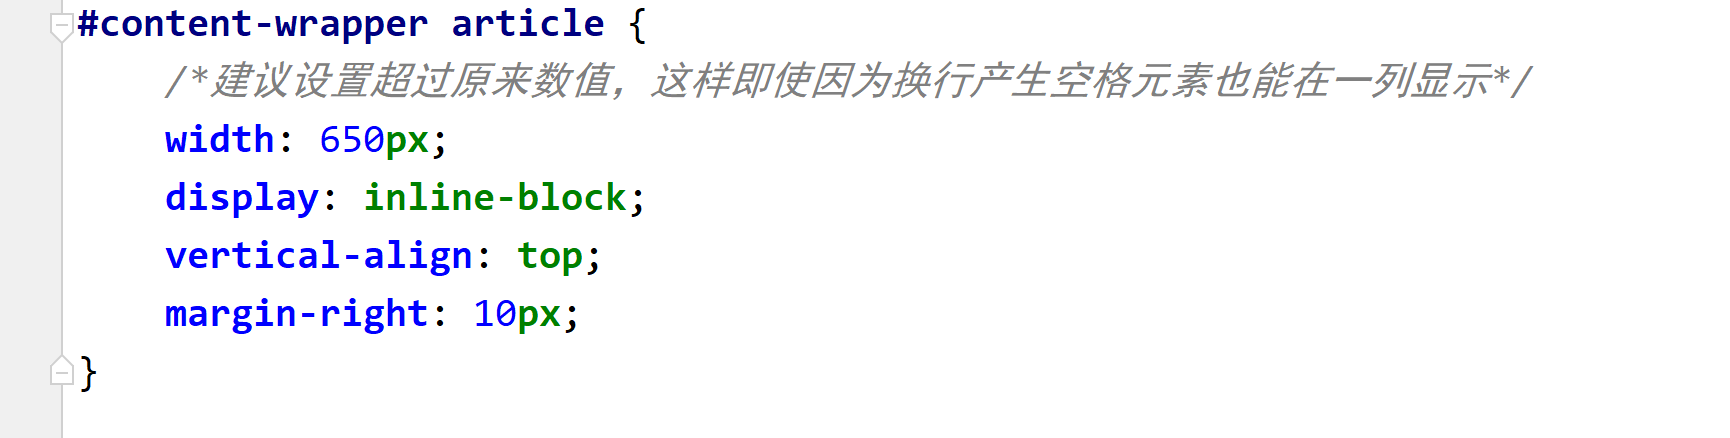 #content-wrapper article {
/*建议设置超过原来数值，这样即使因为换行产生空格元素也能在一列显示*/
width: 650px;
display: inline-block;
vertical-align: top;
margin-right: 10px;
}